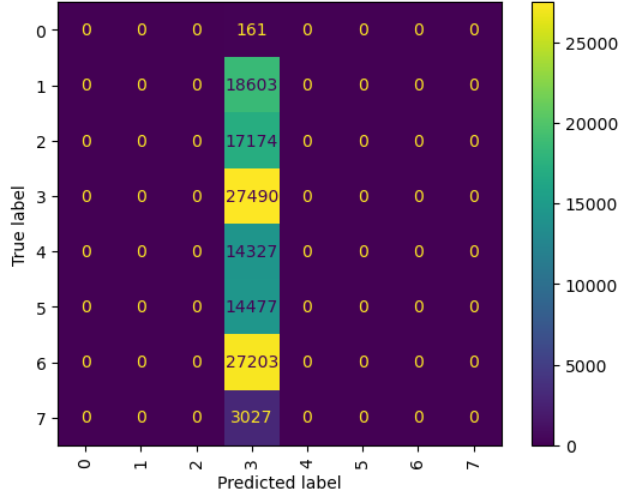 0 0 0 0 161 0 0 0 0
1 0 0 0 18603 0 0 0 0
2 0 0 0 17174 0 0 0 0
3 0 0 0 27490 0 0 0 0
4 0 0 0 14327 0 0 0 0
5 0 0 0 14477 0 0 0 0
6 0 0 0 27203 0 0 0 0
7 0 0 0 3027 0 0 0 0
True label
0 1 2 3 4 5 6 7
Predicted label
25000
20000
15000
10000
5000
0